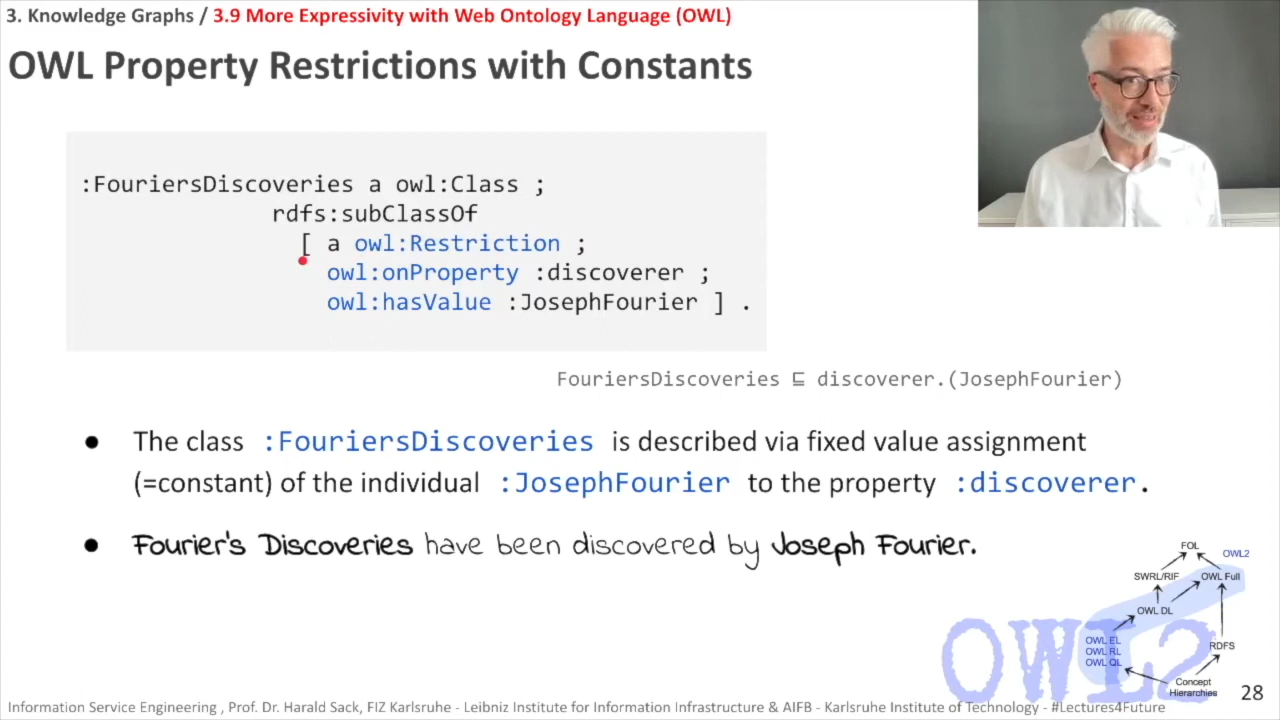 3. Knowledge Graphs / 3.9 More Expressivity with Web Ontology Language (OWL)
OWL Property Restrictions with Constants
:FouriersDiscoveries a owl:Class ;
rdfs:subClassOf
[ a owl:Restriction ;
owl:onProperty :discoverer ;
owl:hasValue :JosephFourier ] .
FouriersDiscoveries ⊑ discoverer.(JosephFourier)
● The class :FouriersDiscoveries is described via fixed value assignment
(=constant) of the individual :JosephFourier to the property :discoverer.
● Fourier's Discoveries have been discovered by Joseph Fourier.
FOL
OWL2
SWRL/RIF
OWL Full
OWL DL
OWL EL
OWL RL
OWL QL
RDFS
Concept
Hierarchies
OWL2
28
Information Service Engineering , Prof. Dr. Harald Sack, FIZ Karlsruhe - Leibniz Institute for Information Infrastructure & AIFB - Karlsruhe Institute of Technology - #Lectures4Future